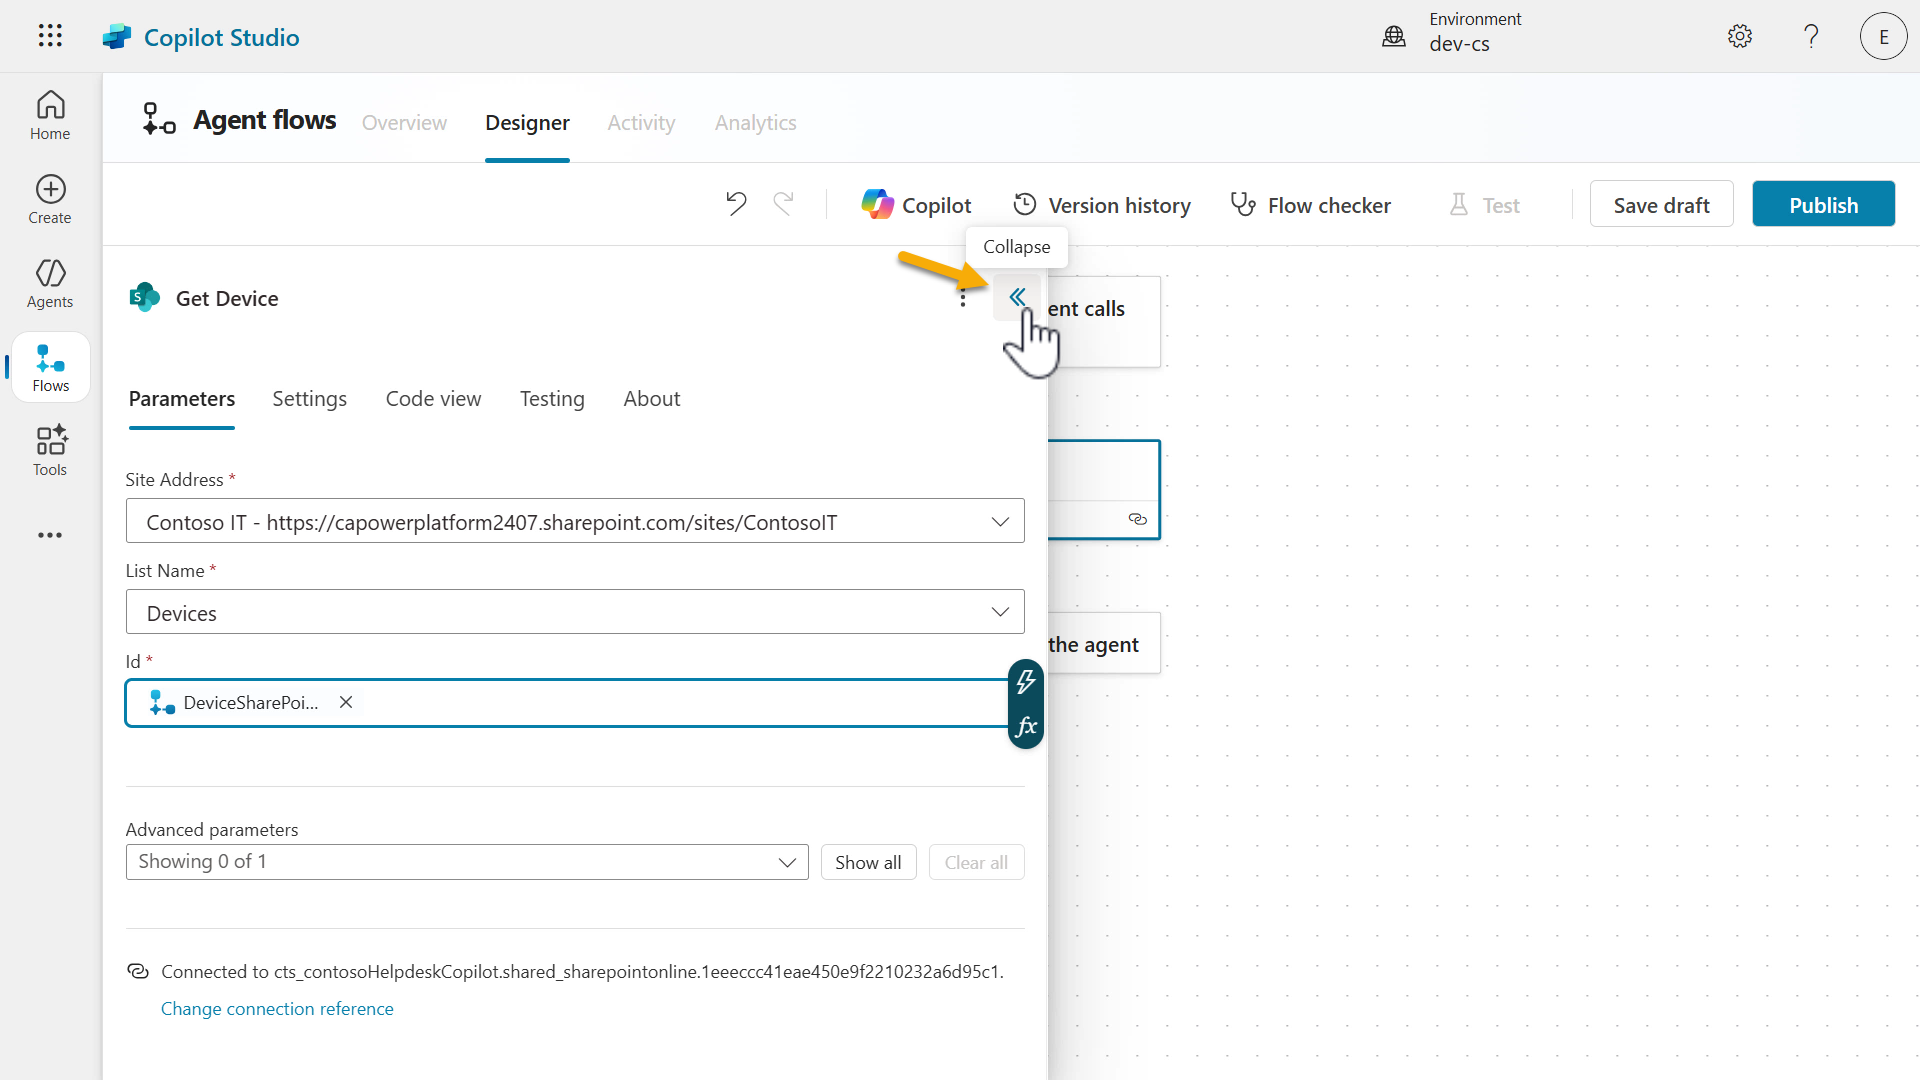 Copilot Studio
Environment
dev-cs
E
Home
Create
Agents
Flows
Tools
Agent flows
Overview
Designer
Activity
Analytics
Copilot
Version history
Flow checker
Test
Save draft
Publish
Collapse
S
Get Device
ent calls
Parameters
Settings
Code view
Testing
About
Site Address *
Contoso IT - https://capowerplatform2407.sharepoint.com/sites/ContosoIT
List Name *
Devices
Id *
DeviceSharePoi...
fx
the agent
Advanced parameters
Showing 0 of 1
Show all
Clear all
Connected to cts_contosoHelpdeskCopilot.shared_sharepointonline.1eeeccc41eae450e9f2210232a6d95c1.
Change connection reference